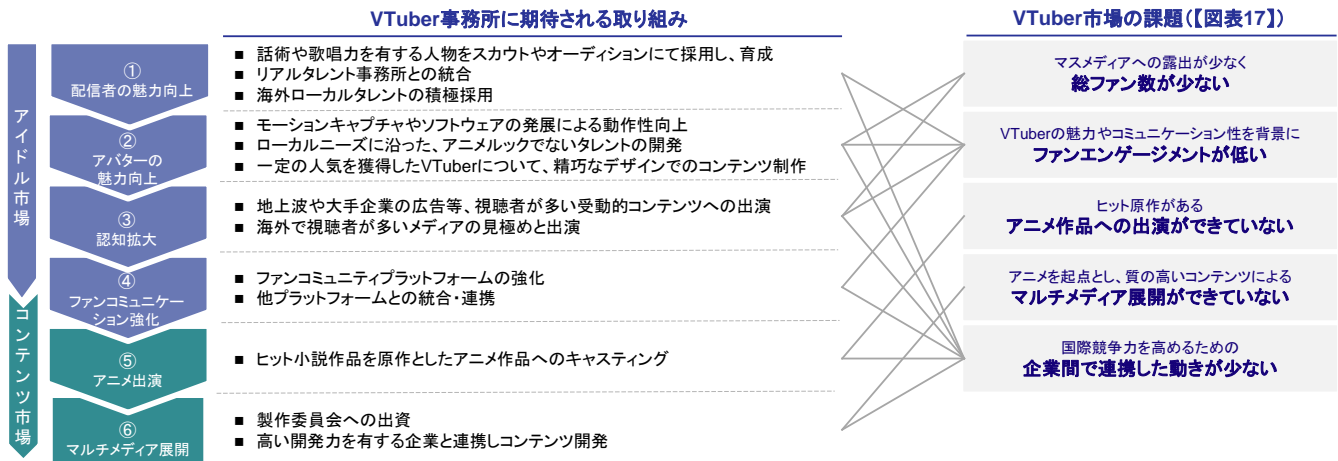 VTuber事務所に期待される取り組み
VTuber市場の課題(【図表17】)
アイドル市場
コンテンツ市場
①
配信者の魅力向上
■ 話術や歌唱力を有する人物をスカウトやオーディションにて採用し、育成
■ リアルタレント事務所との統合
■ 海外ローカルタレントの積極採用
②
アバターの
魅力向上
■ モーションキャプチャやソフトウェアの発展による動作性向上
■ ローカルニーズに沿った、アニメルックでないタレントの開発
■ 一定の人気を獲得したVTuberについて、精巧なデザインでのコンテンツ制作
③
認知拡大
■ 地上波や大手企業の広告等、視聴者が多い受動的コンテンツへの出演
■ 海外で視聴者が多いメディアの見極めと出演
④
ファンコミュニケー
ション強化
■ ファンコミュニティプラットフォームの強化
■ 他プラットフォームとの統合・連携
⑤
アニメ出演
■ ヒット小説作品を原作としたアニメ作品へのキャスティング
⑥
マルチメディア展開
■ 製作委員会への出資
■ 高い開発力を有する企業と連携しコンテンツ開発
マスメディアへの露出が少なく
総ファン数が少ない
VTuberの魅力やコミュニケーション性を背景に
ファンエンゲージメントが低い
ヒット原作がある
アニメ作品への出演ができていない
アニメを起点とし、質の高いコンテンツによる
マルチメディア展開ができていない
国際競争力を高めるための
企業間で連携した動きが少ない